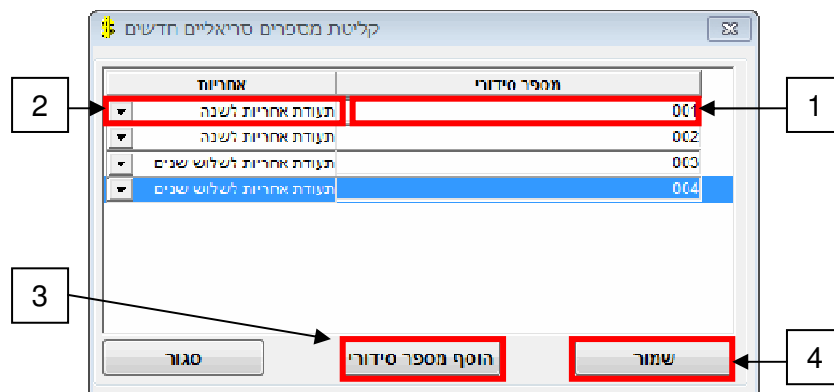 קליטת מספרים סריאליים חדשים
מספר סידורי אחריות
1
2
001 תעודת אחריות לשנה
002 תעודת אחריות לשנה
003 תעודת אחריות לשלוש שנים
004 תעודת אחריות לשלוש שנים
3
שמור הוסף מספר סידורי סגור
4